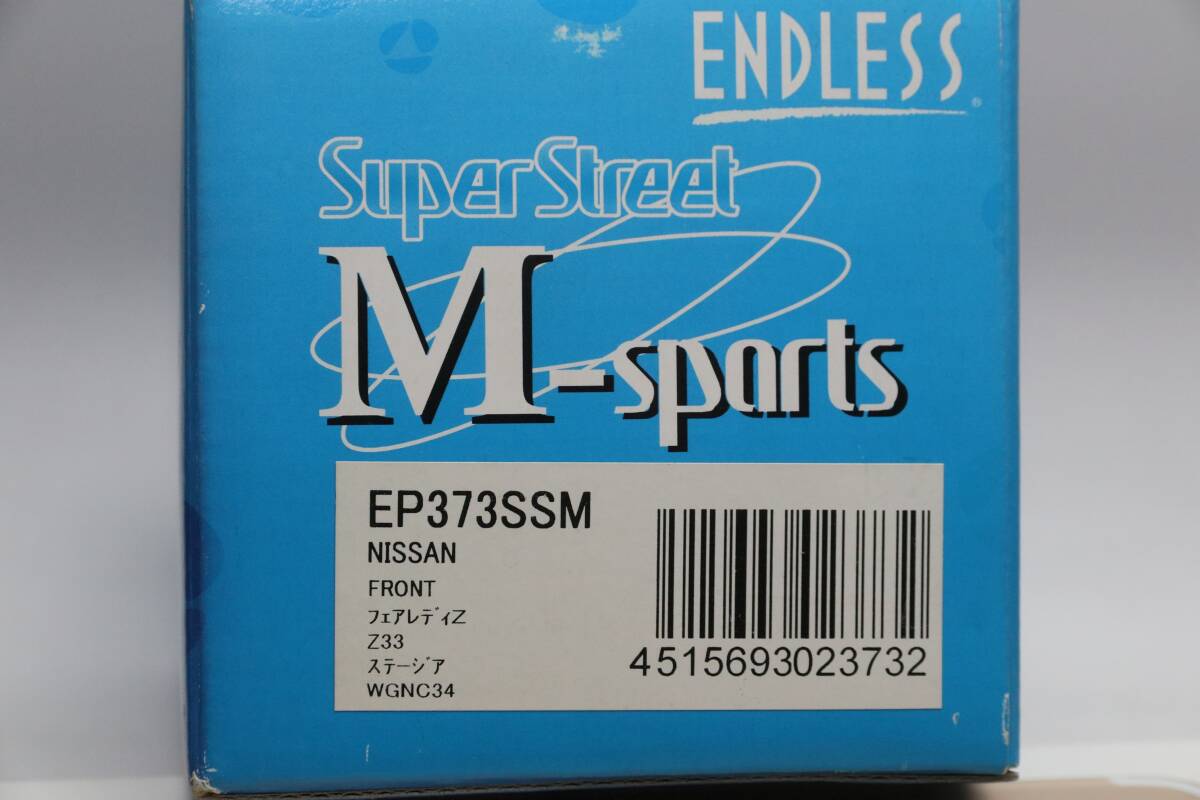 ENDLESS
Super Street
M-sports
EP373SSM
NISSAN
FRONT
フェアレディZ
Z33
ステージア
WGNC34
4515693023732